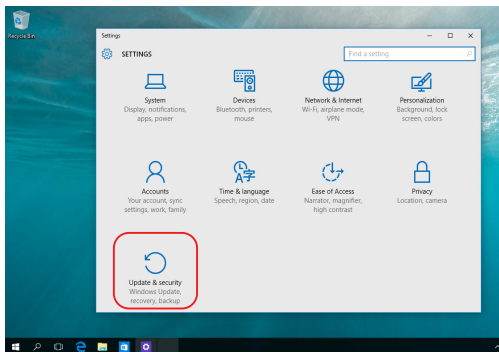 Recycle Bin
Settings
SETTINGS
Find a setting
System
Display, notifications,
apps, power
Devices
Bluetooth, printers,
mouse
Network & Internet
Wi-Fi, airplane mode,
VPN
Personalization
Background, lock
screen, colors
Accounts
Your account, sync
settings, work, family
Time & language
Speech, region, date
Ease of Access
Narrator, magnifier,
high contrast
Privacy
Location, camera
Update & security
Windows Update,
recovery, backup